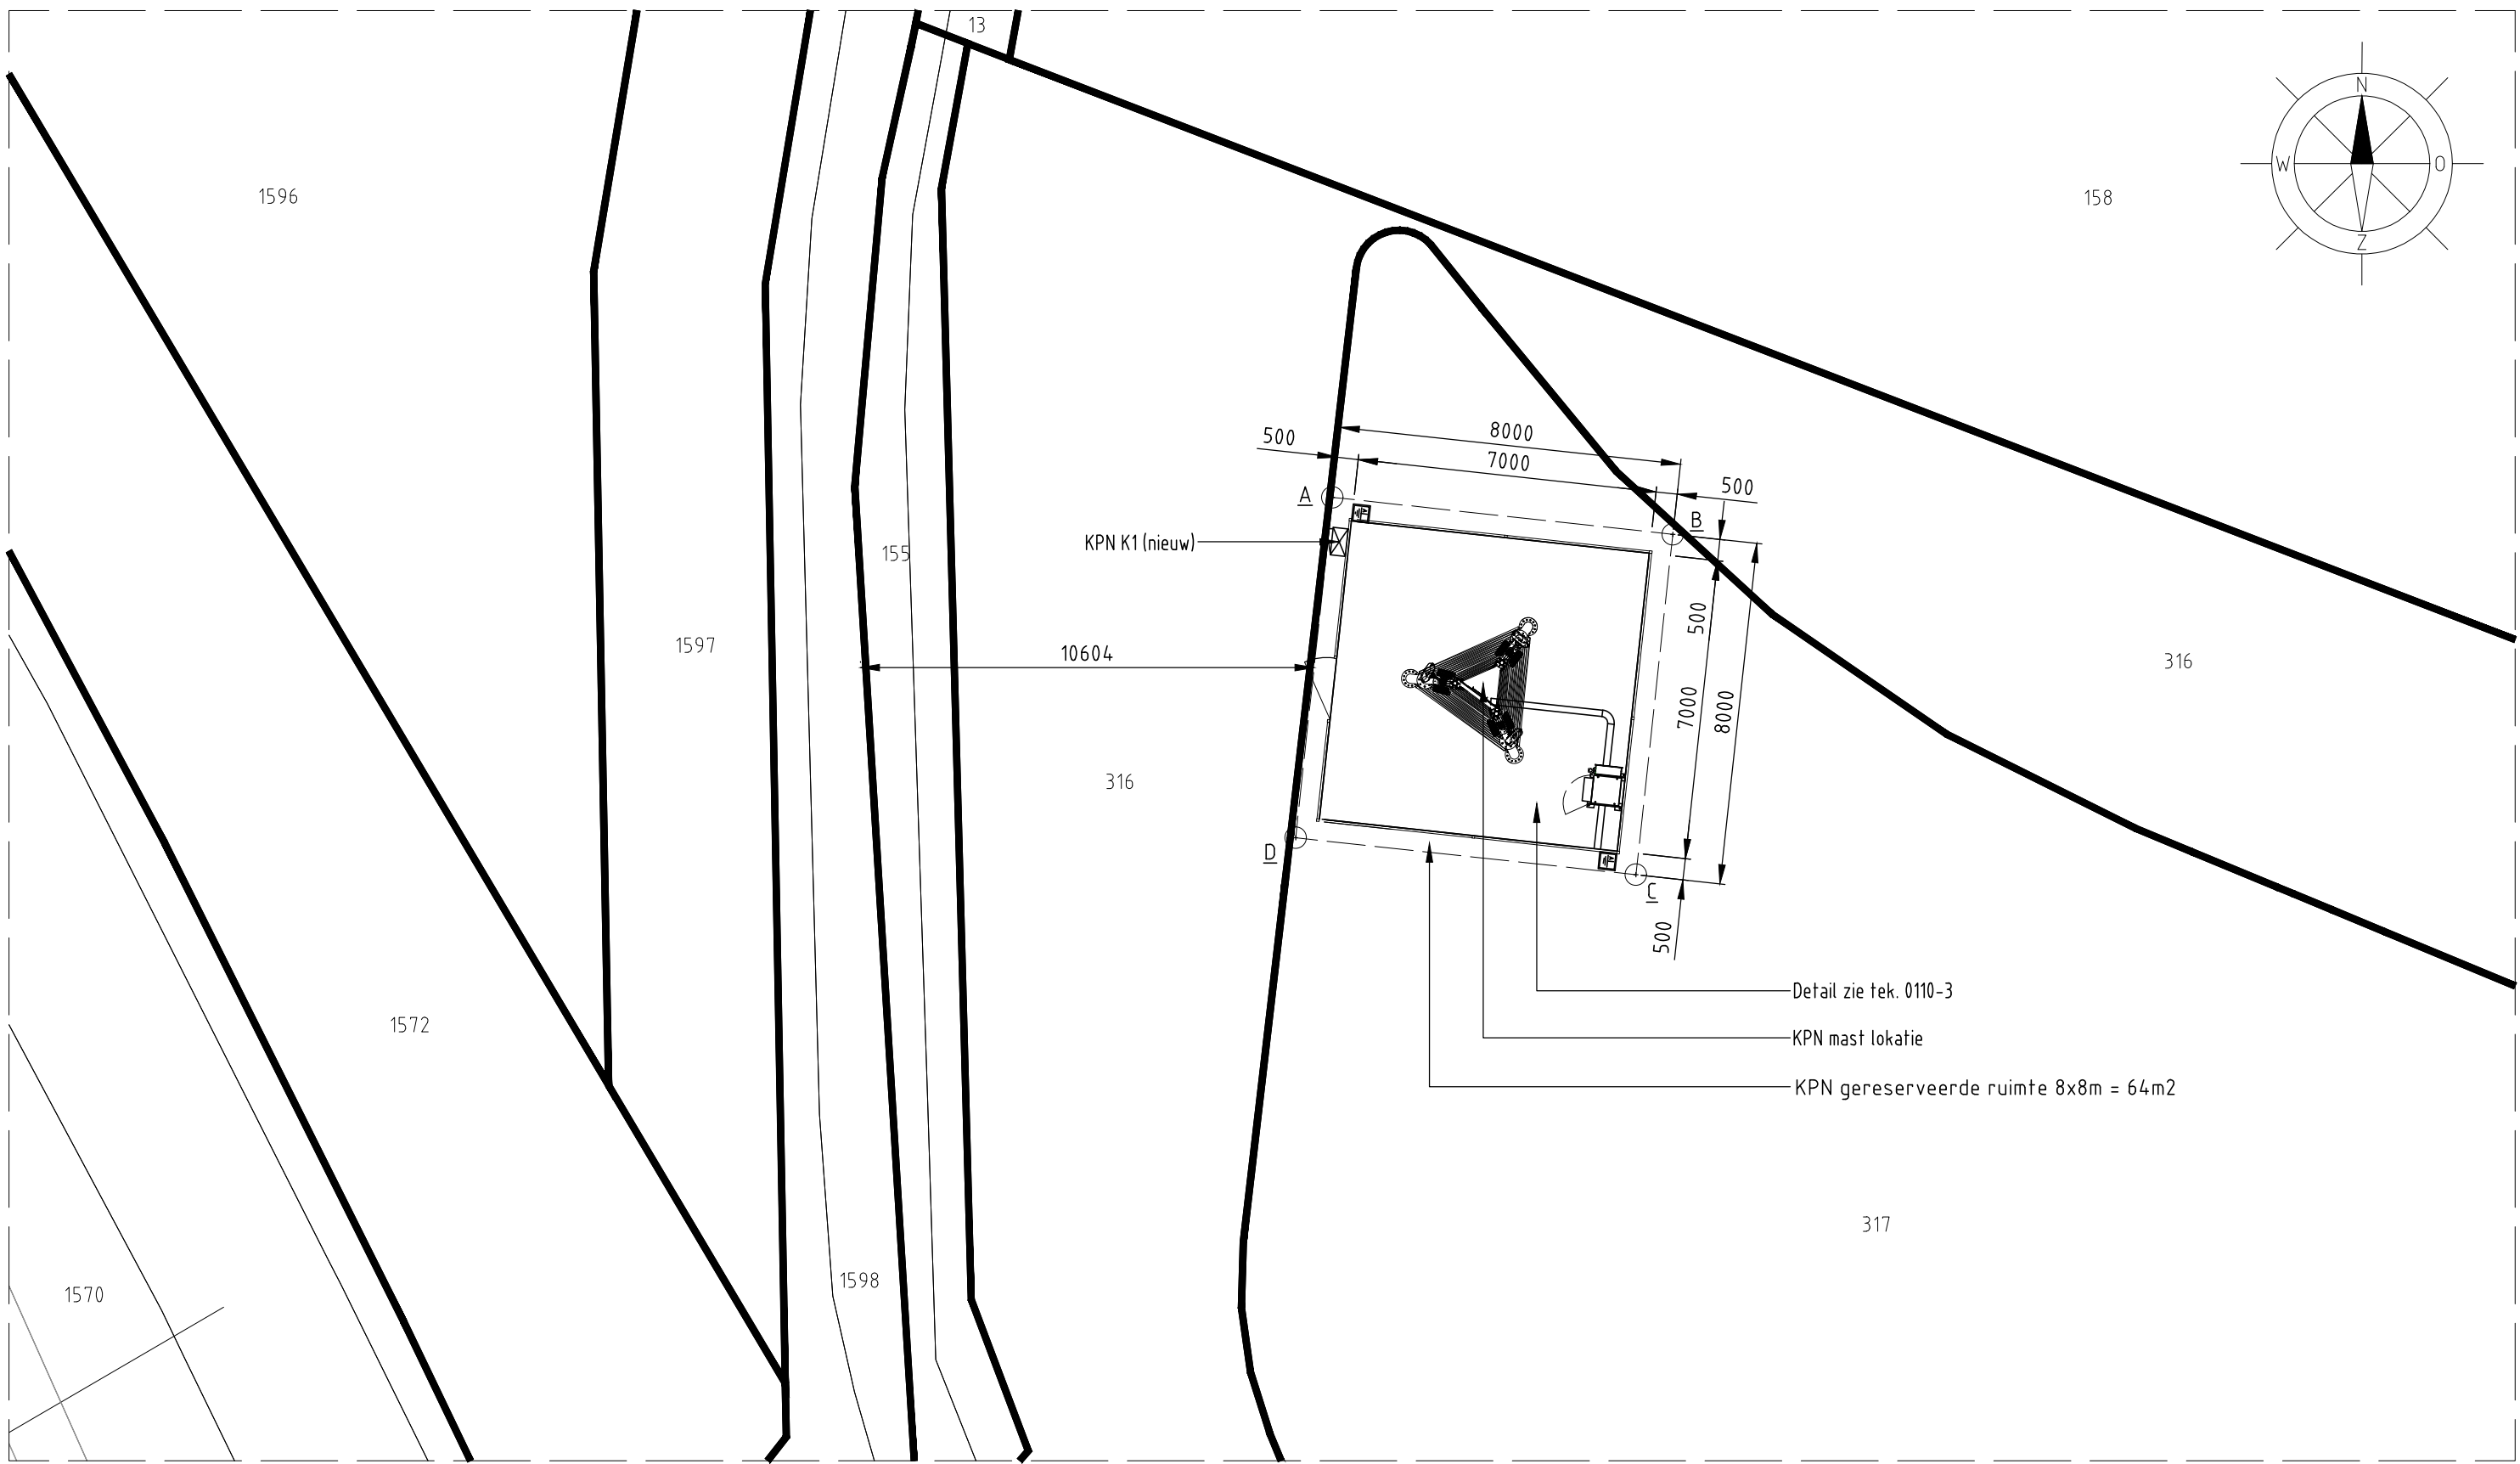 13
N
W
O
Z
1596
158
8000
500
7000
500
A
B
KPN K1 (nieuw)
155
500
1597
10604
316
7000
8000
316
D
C
500
Detail zie tek. 0110-3
1572
KPN mast lokatie
KPN gereserveerde ruimte 8x8m = 64m2
317
1598
1570